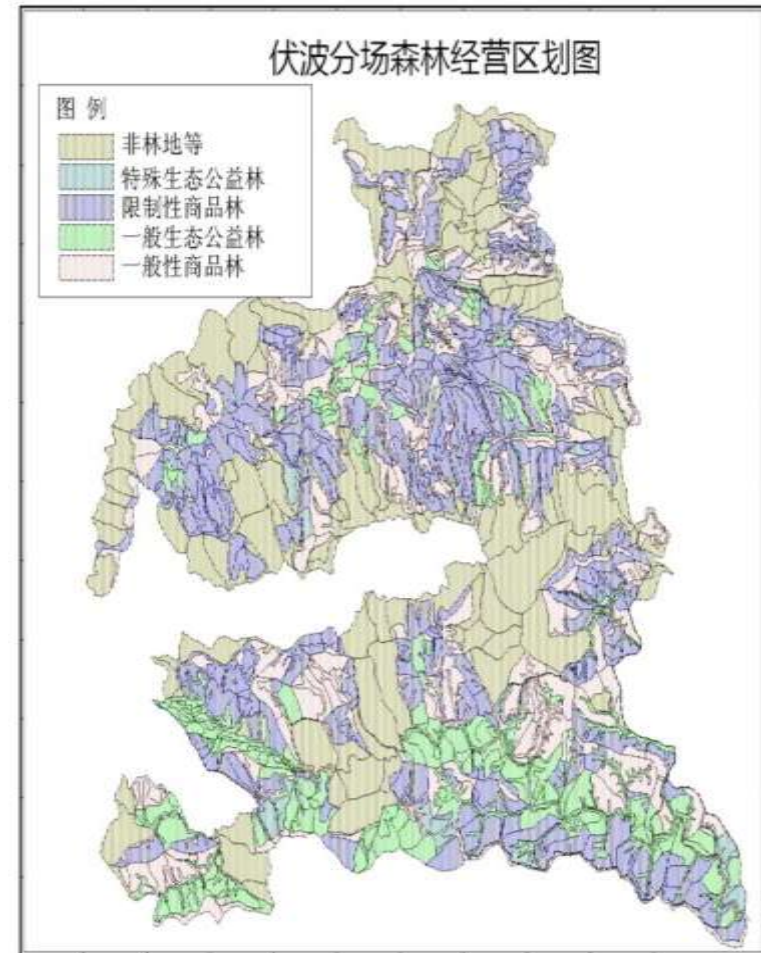 伏波分场森林经营区划图
图 例
非林地等
特殊生态公益林
限制性商品林
一般生态公益林
一般性商品林